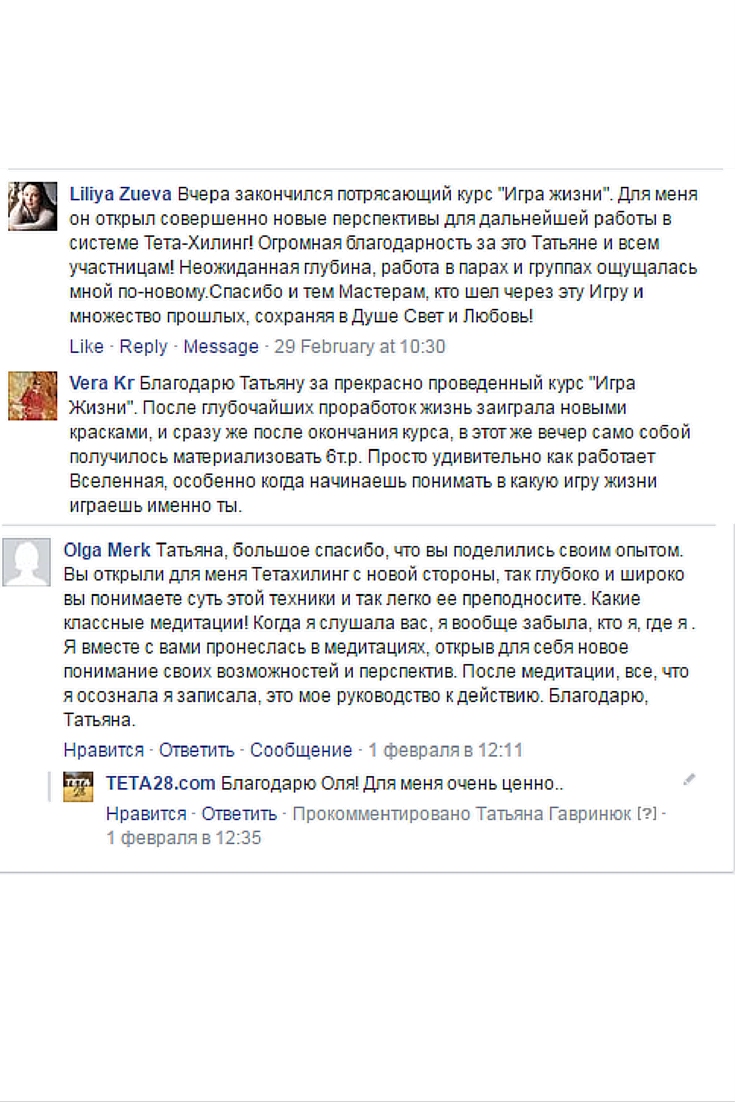 Liliya Zueva Вчера закончился потрясающий курс "Игра жизни". Для меня
он открыл совершенно новые перспективы для дальнейшей работы в
системе Тета-Хилинг! Огромная благодарность за это Татьяне и всем
участницам! Неожиданная глубина, работа в парах и группах ощущалась
мной по-новому.Спасибо и тем Мастерам, кто шел через эту Игру и
множество прошлых, сохраняя в Душе Свет и Любовь!
Like · Reply · Message · 29 February at 10:30
Vera Kr Благодарю Татьяну за прекрасно проведенный курс "Игра
Жизни". После глубочайших проработок жизнь заиграла новыми
красками, и сразу же после окончания курса, в этот же вечер само собой
получилось материализовать 6т.р. Просто удивительно как работает
Вселенная, особенно когда начинаешь понимать в какую игру жизни
играешь именно ты.
Olga Merk Татьяна, большое спасибо, что вы поделились своим опытом.
Вы открыли для меня Тетахилинг с новой стороны, так глубоко и широко
вы понимаете суть этой техники и так легко ее преподносите. Какие
классные медитации! Когда я слушала вас, я вообще забыла, кто я, где я .
Я вместе с вами пронеслась в медитациях, открыв для себя новое
понимание своих возможностей и перспектив. После медитации, все, что
я осознала я записала, это мое руководство к действию. Благодарю,
Татьяна.
Нравится · Ответить · Сообщение · 1 февраля в 12:11
TETA28.com Благодарю Оля! Для меня очень ценно..
Нравится · Ответить · Прокомментировано Татьяна Гавринюк [?] ·
1 февраля в 12:35